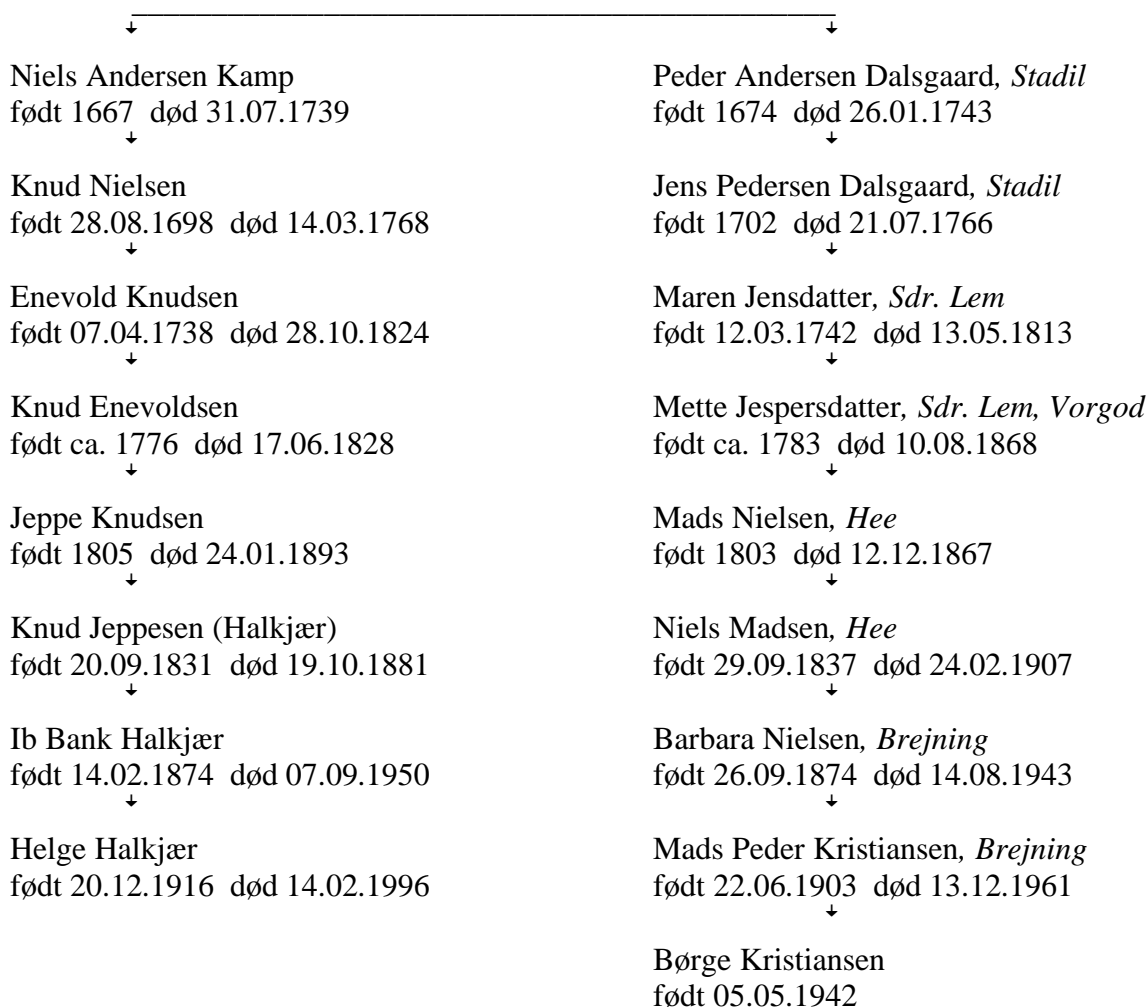 Niels Andersen Kamp
født 1667 død 31.07.1739
Knud Nielsen
født 28.08.1698 død 14.03.1768
Enevold Knudsen
født 07.04.1738 død 28.10.1824
Knud Enevoldsen
født ca. 1776 død 17.06.1828
Jeppe Knudsen
født 1805 død 24.01.1893
Knud Jeppesen (Halkjær)
født 20.09.1831 død 19.10.1881
Ib Bank Halkjær
født 14.02.1874 død 07.09.1950
Helge Halkjær
født 20.12.1916 død 14.02.1996
Peder Andersen Dalsgaard, Stadil
født 1674 død 26.01.1743
Jens Pedersen Dalsgaard, Stadil
født 1702 død 21.07.1766
Maren Jensdatter, Sdr. Lem
født 12.03.1742 død 13.05.1813
Mette Jespersdatter, Sdr. Lem, Vorgod
født ca. 1783 død 10.08.1868
Mads Nielsen, Hee
født 1803 død 12.12.1867
Niels Madsen, Hee
født 29.09.1837 død 24.02.1907
Barbara Nielsen, Brejning
født 26.09.1874 død 14.08.1943
Mads Peder Kristiansen, Brejning
født 22.06.1903 død 13.12.1961
Børge Kristiansen
født 05.05.1942